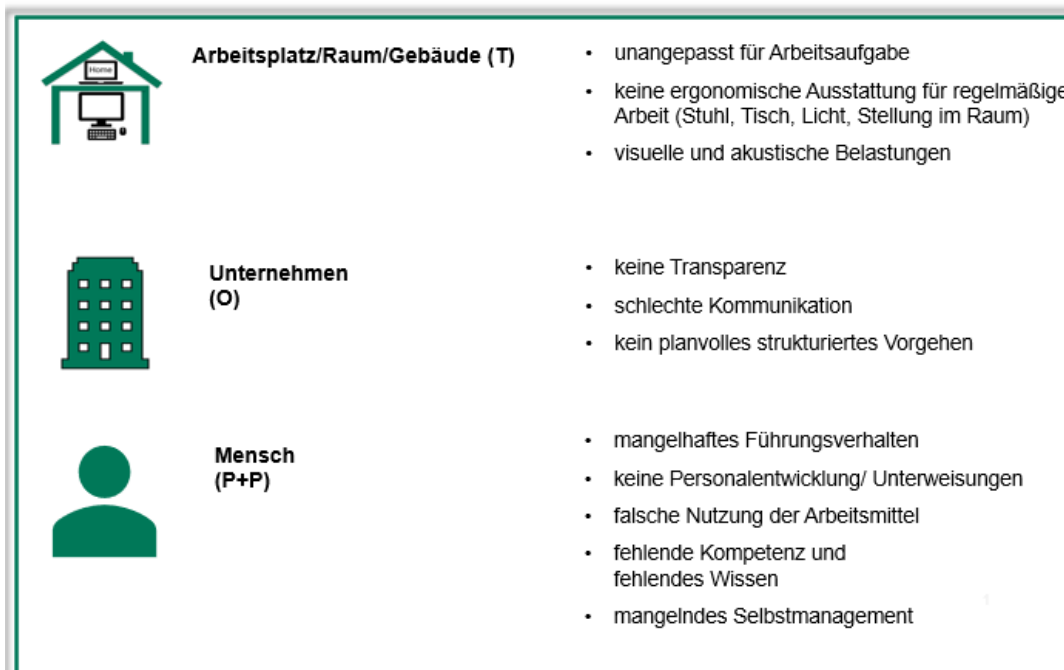 Home
Arbeitsplatz/Raum/Gebäude (T)
• unangepasst für Arbeitsaufgabe
• keine ergonomische Ausstattung für regelmäßige
Arbeit (Stuhl, Tisch, Licht, Stellung im Raum)
• visuelle und akustische Belastungen
Unternehmen
(O)
• keine Transparenz
• schlechte Kommunikation
• kein planvolles strukturiertes Vorgehen
Mensch
(P+P)
• mangelhaftes Führungsverhalten
• keine Personalentwicklung/ Unterweisungen
• falsche Nutzung der Arbeitsmittel
• fehlende Kompetenz und
fehlendes Wissen
• mangelndes Selbstmanagement